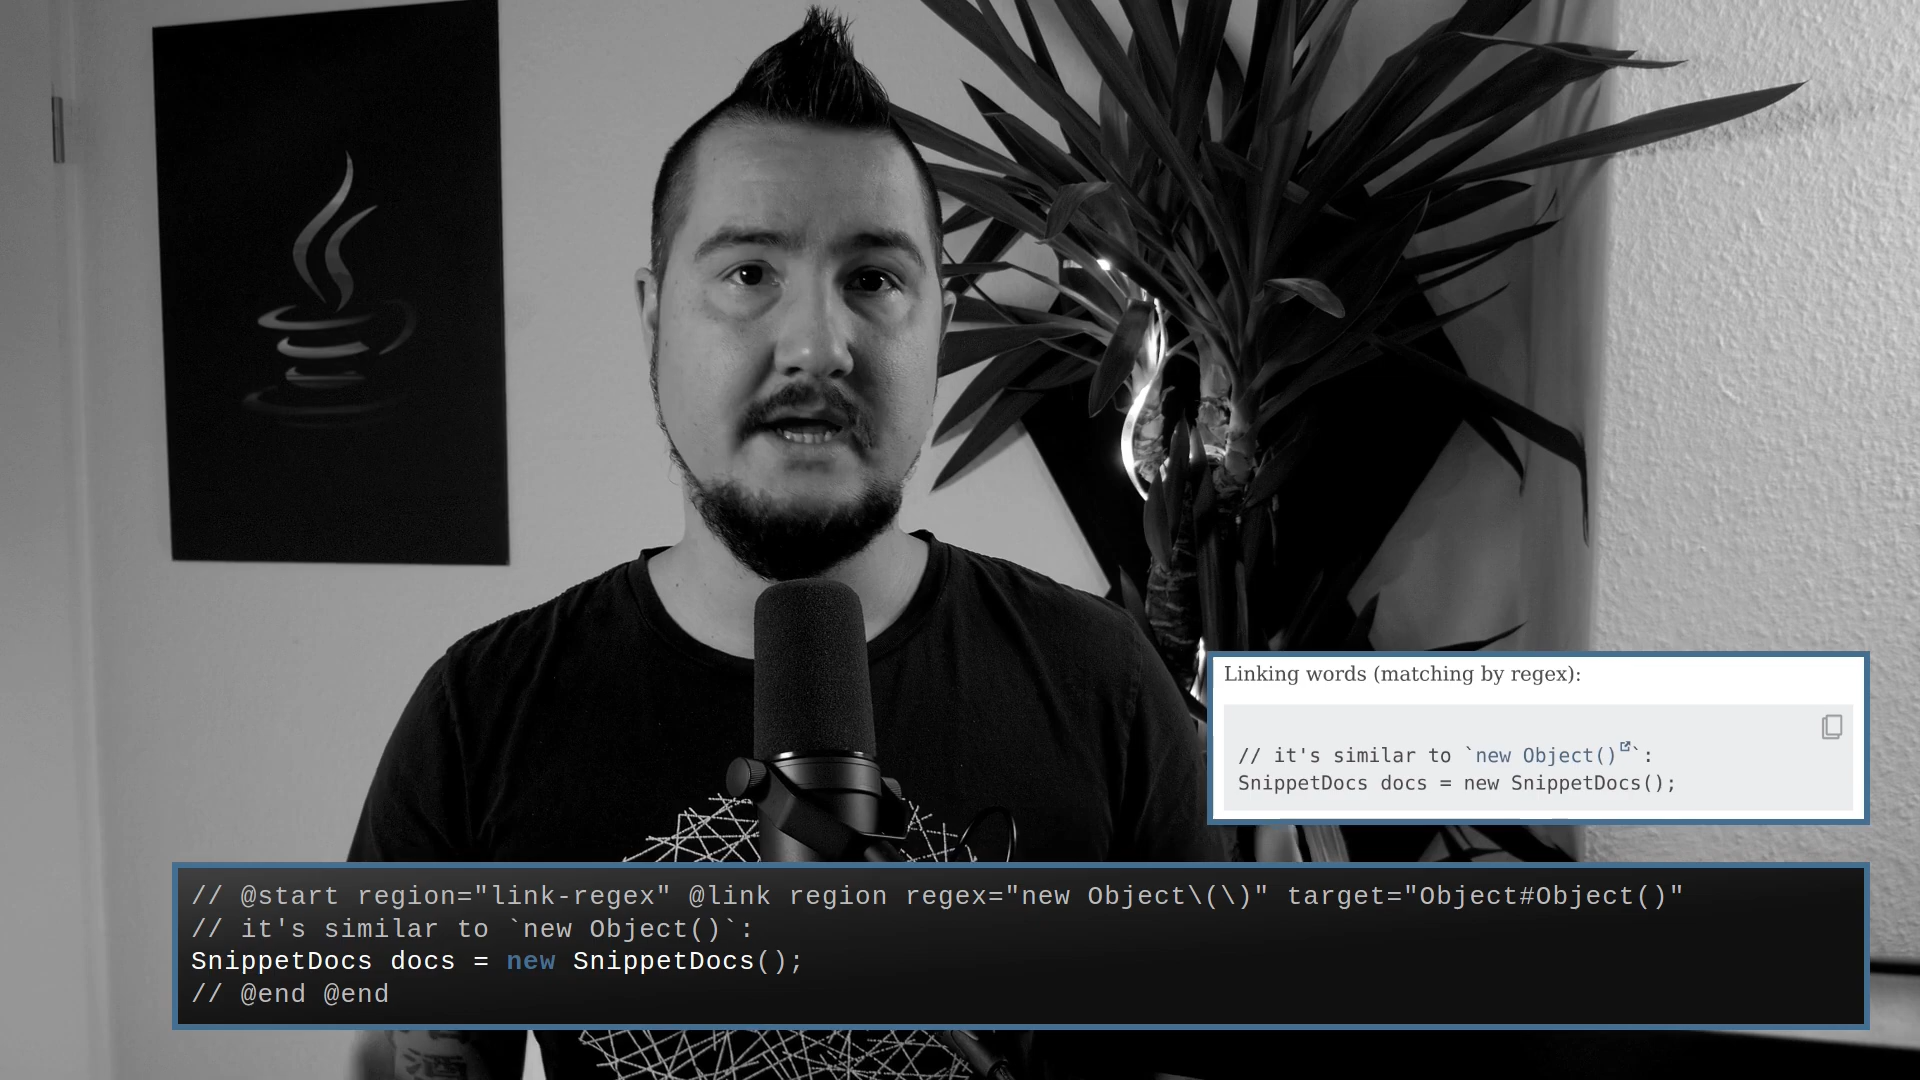 Linking words (matching by regex):
// it's similar to `new Object()`:
SnippetDocs docs = new SnippetDocs();
// @start region="link-regex" @link region regex="new Object\(\)" target="Object#Object()"
// it's similar to `new Object()`:
SnippetDocs docs = new SnippetDocs();
// @end @end